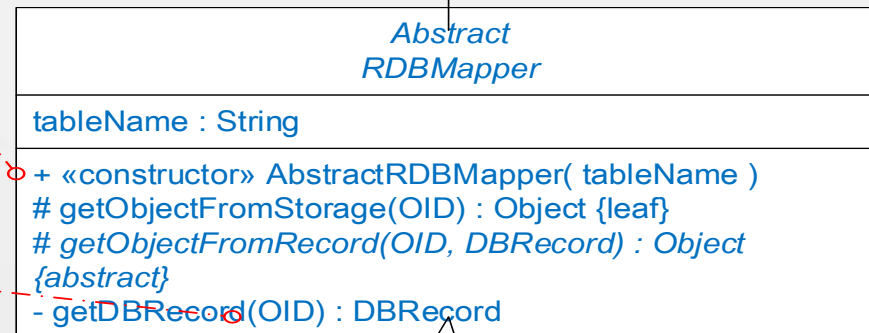 Abstract
RDBMapper
tableName : String
+ «constructor» AbstractRDBMapper( tableName )
# getObjectFromStorage(OID) : Object {leaf}
# getObjectFromRecord(OID, DBRecord) : Object
{abstract}
- getDBRecord(OID) : DBRecord